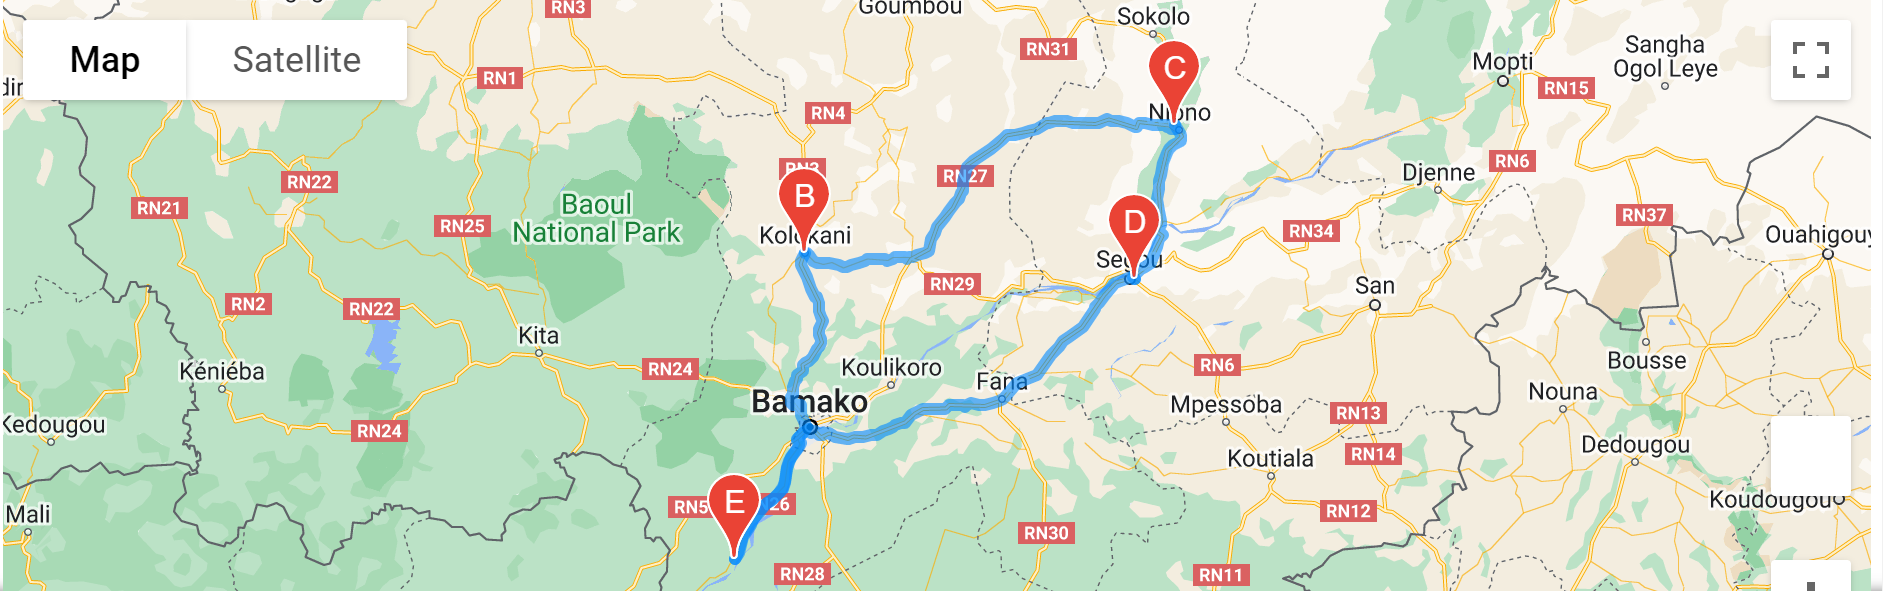 RN3
Goumbou
Sokolo
Map
Satellite
RN31
Sangha
Ogol Leye
Mopti
RN1
RN15
RN4
C
Niono
RN6
RN27
Djenne
RN22
B
RN21
Baoul
National Park
RN25
D
RN37
RN34
Kolokani
Ouahigouy
Segou
RN29
San
RN2
RN22
Kita
Bousse
Koulikoro
RN6
Kéniéba
RN24
Fana
Nouna
Bamako
Mpessoba
RN13
Kedougou
RN24
Dedougou
Koutiala
RN14
E
Koudougou
RN5
26
RN12
Mali
RN30
RN28
RN11